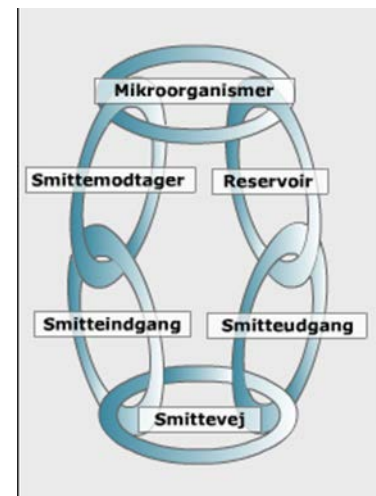 Mikroorganismer
Smittemodtager
Reservoir
Smitteindgang
Smitteudgang
Smittevej